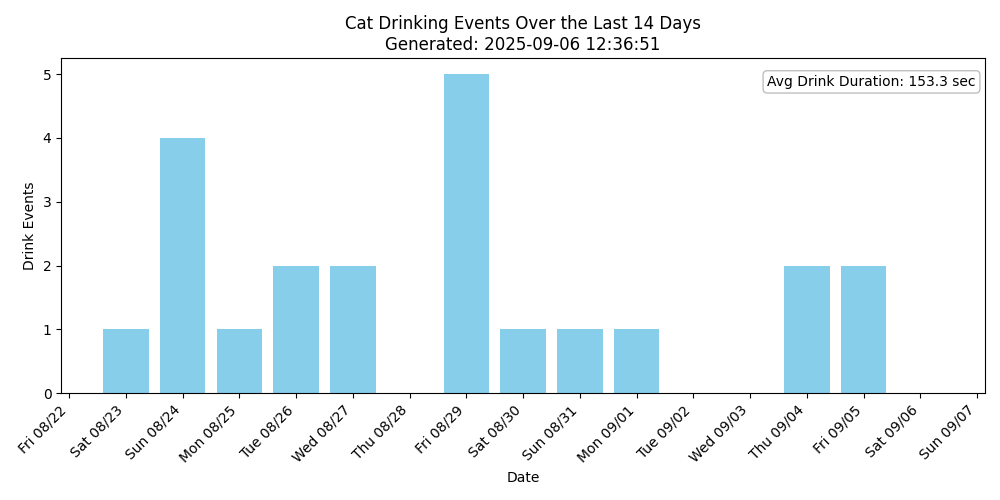 Cat Drinking Events Over the Last 14 Days
Generated: 2025-09-06 12:36:51
Avg Drink Duration: 153.3 sec
Drink Events
5
4
3
2
1
0
Fri 08/22
Sat 08/23
Sun 08/24
Mon 08/25
Tue 08/26
Wed 08/27
Thu 08/28
Fri 08/29
Sat 08/30
Sun 08/31
Mon 09/01
Tue 09/02
Wed 09/03
Thu 09/04
Fri 09/05
Sat 09/06
Sun 09/07
Date